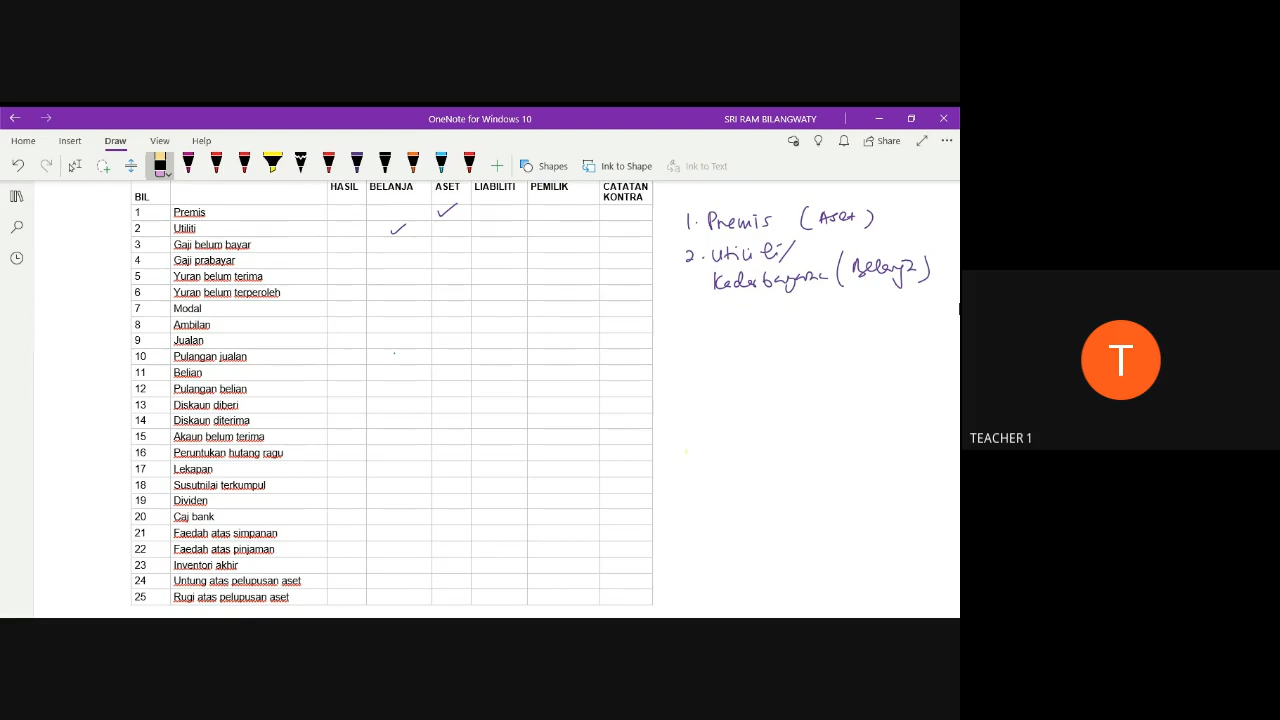 OneNote for Windows 10
SRI RAM BILANGWATY
Home Insert Draw View Help
Share
Shapes Ink to Shape Ink to Text
BIL HASIL BELANJA ASET LIABILITI PEMILIK CATATAN KONTRA
1 Premis
2 Utiliti
3 Gaji belum bayar
4 Gaji prabayar
5 Yuran belum terima
6 Yuran belum terperoleh
7 Modal
8 Ambilan
9 Jualan
10 Pulangan jualan
11 Belian
12 Pulangan belian
13 Diskaun diberi
14 Diskaun diterima
15 Akaun belum terima
16 Peruntukan hutang ragu
17 Lekapan
18 Susutnilai terkumpul
19 Dividen
20 Caj bank
21 Faedah atas simpanan
22 Faedah atas pinjaman
23 Inventori akhir
24 Untung atas pelupusan aset
25 Rugi atas pelupusan aset
1. Premis (Aset)
2. Utiliti/
(Belanja)
T
TEACHER 1